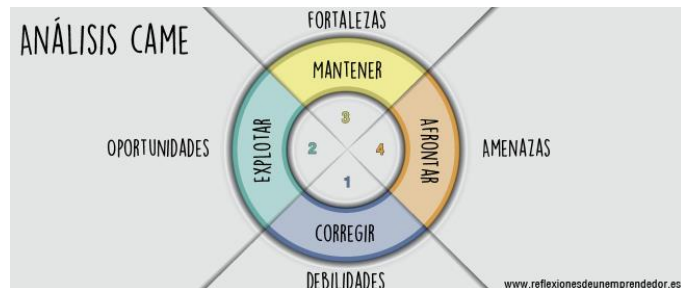 ANÁLISIS CAME
FORTALEZAS
MANTENER
OPORTUNIDADES
EXPLOTAR
3
2
4
1
AFRONTAR
AMENAZAS
CORREGIR
DEBILIDADES
www.reflexionesdeunemprendedor.es